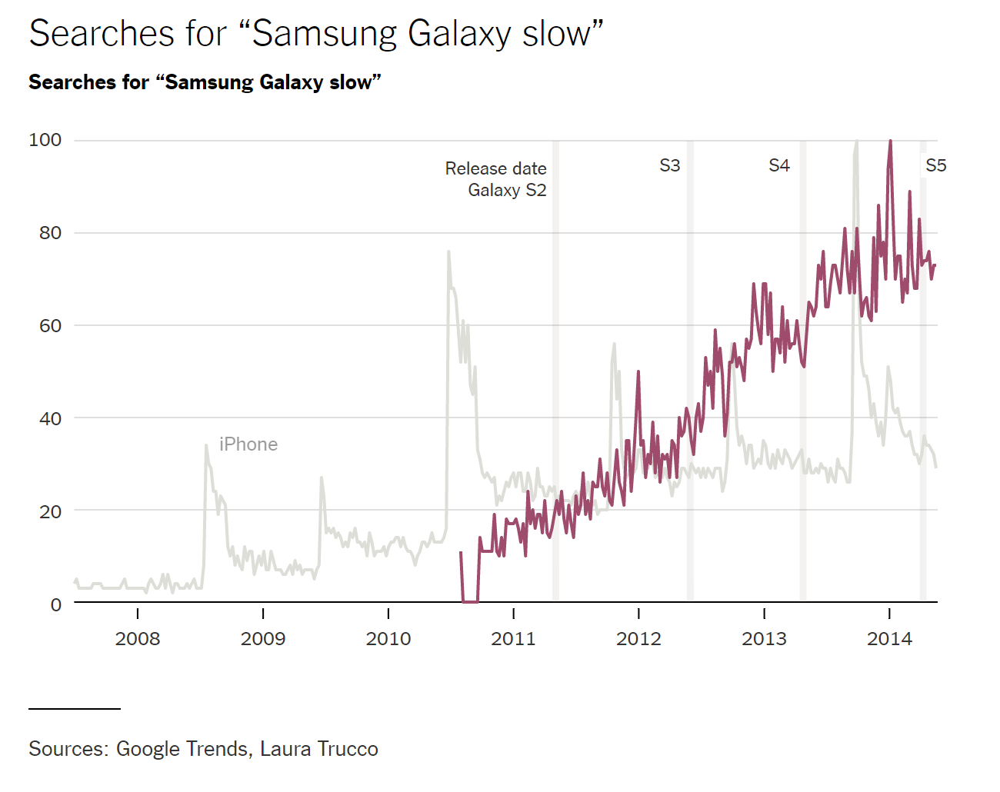 Searches for “Samsung Galaxy slow”
Searches for “Samsung Galaxy slow”
100
80
60
40
20
0
Release date
Galaxy S2
S3
S4
S5
iPhone
2008
2009
2010
2011
2012
2013
2014
Sources: Google Trends, Laura Trucco